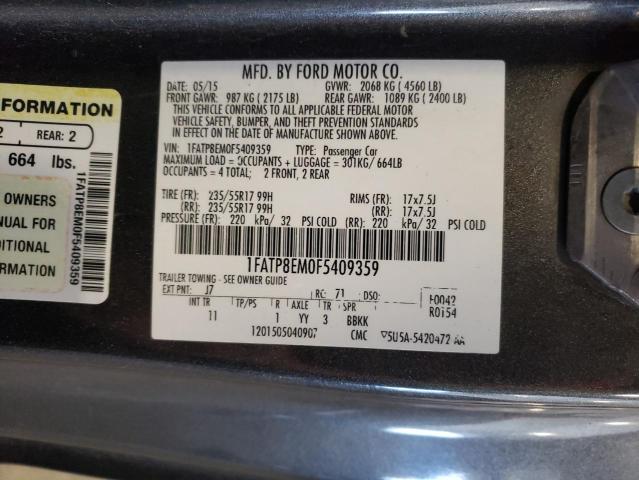 FORMATION
2 REAR: 2
664 lbs.
OWNERS
NUAL FOR
DITIONAL
FORMATION
1FATP8EM0F5409359
MFD. BY FORD MOTOR CO.
DATE: 05/15 GVWR: 2068 KG ( 4560 LB)
FRONT GAWR: 987 KG ( 2175 LB) REAR GAWR: 1089 KG ( 2400 LB)
THIS VEHICLE CONFORMS TO ALL APPLICABLE FEDERAL MOTOR
VEHICLE SAFETY, BUMPER, AND THEFT PREVENTION STANDARDS
IN EFFECT ON THE DATE OF MANUFACTURE SHOWN ABOVE.
VIN: 1FATP8EM0F5409359 TYPE: Passenger Car
MAXIMUM LOAD = OCCUPANTS + LUGGAGE = 301KG/ 664LB
OCCUPANTS = 4 TOTAL; 2 FRONT, 2 REAR
TIRE (FR): 235/55R17 99H RIMS (FR): 17x7.5J
(RR): 235/55R17 99H (RR): 17x7.5J
PRESSURE (FR): 220 kPa/ 32 PSI COLD (RR): 220 kPa/ 32 PSI COLD
1FATP8EM0F5409359
TRAILER TOWING - SEE OWNER GUIDE
EXT PNT: J7 RC: 71 DSO: F0042
INT TR TP/PS R AXLE TR SPR R0154
11 1 YY 3 BBKK
1201505040907 CMC ▽5U5A-5420472-AA